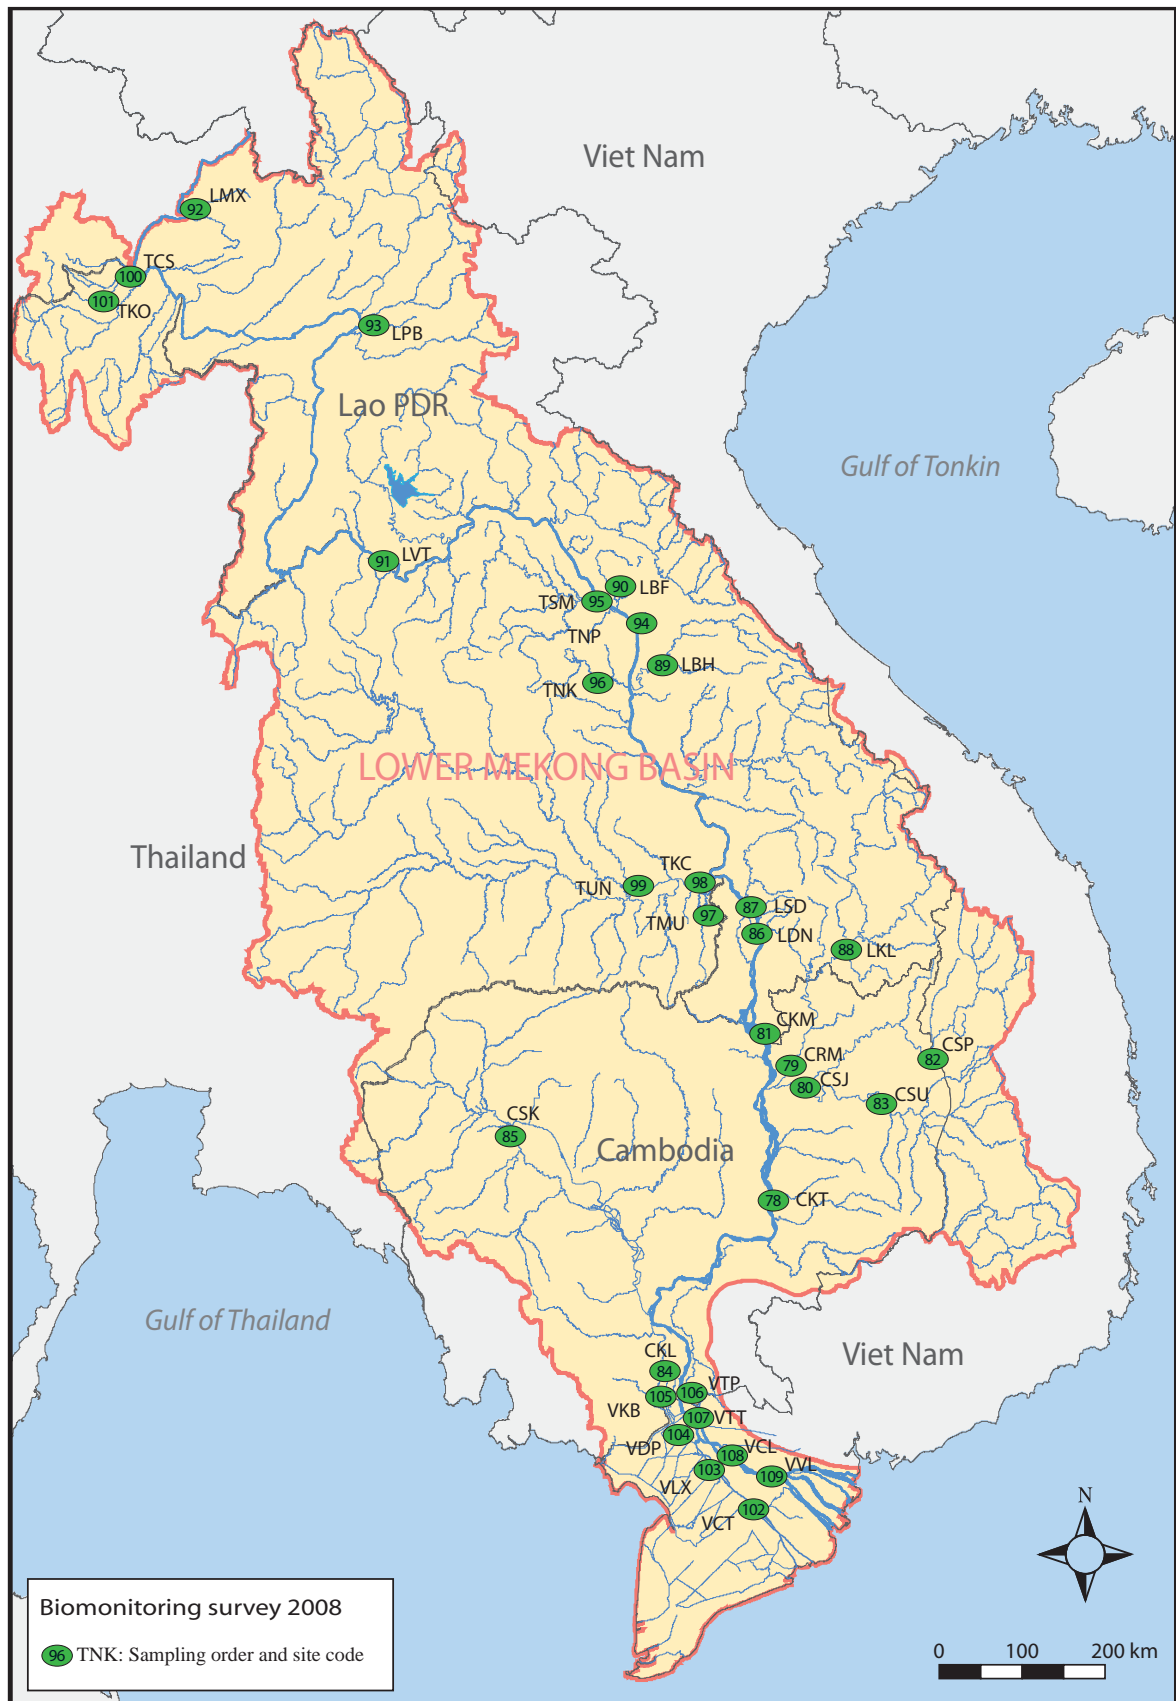 Viet Nam
LMX
92
TCS
100
101
TKO
93
LPB
Lao PDR
Gulf of Tonkin
LVT
91
90
LBF
TSM
95
94
TNP
89
LBH
TNK
96
LOWER MEKONG BASIN
Thailand
TKC
98
TUN
99
87
LSD
TMU
97
86
LDN
88
LKL
81
CKM
CSP
82
79
CRM
80
CSJ
83
CSU
CSK
85
Cambodia
78
CKT
Gulf of Thailand
Viet Nam
CKL
84
VTP
106
105
VKB
107
VTT
104
VDP
VCL
108
103
VVL
109
VLX
102
VCT
N
Biomonitoring survey 2008
96 TNK: Sampling order and site code
0 100 200 km